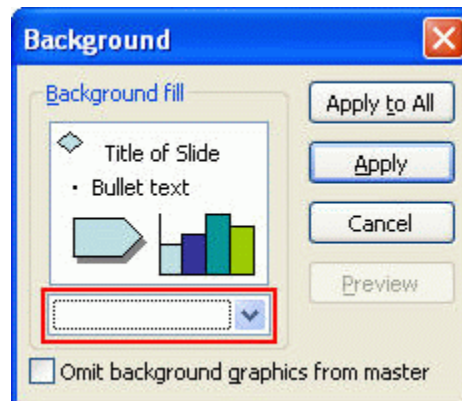 Background
Background fill
Title of Slide
• Bullet text
Apply to All
Apply
Cancel
Preview
Omit background graphics from master